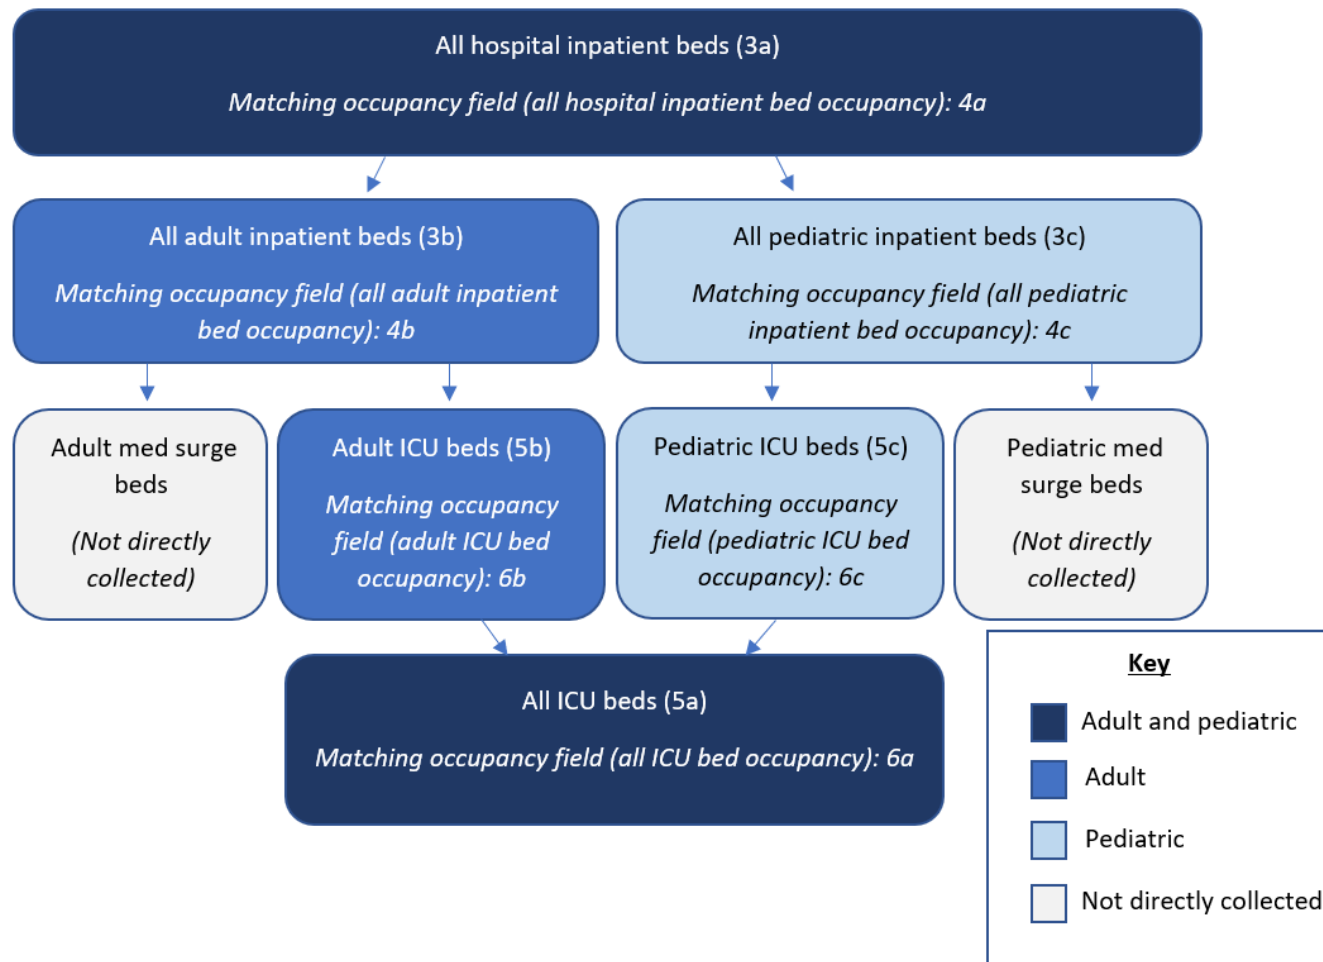 All hospital inpatient beds (3a)
Matching occupancy field (all hospital inpatient bed occupancy): 4a
All adult inpatient beds (3b)
Matching occupancy field (all adult inpatient
bed occupancy): 4b
All pediatric inpatient beds (3c)
Matching occupancy field (all pediatric
inpatient bed occupancy): 4c
Adult med surge
beds
(Not directly
collected)
Adult ICU beds (5b)
Matching occupancy
field (adult ICU bed
occupancy): 6b
Pediatric ICU beds (5c)
Matching occupancy
field (pediatric ICU bed
occupancy): 6c
Pediatric med
surge beds
(Not directly
collected)
All ICU beds (5a)
Matching occupancy field (all ICU bed occupancy): 6a
Key
Adult and pediatric
Adult
Pediatric
Not directly collected